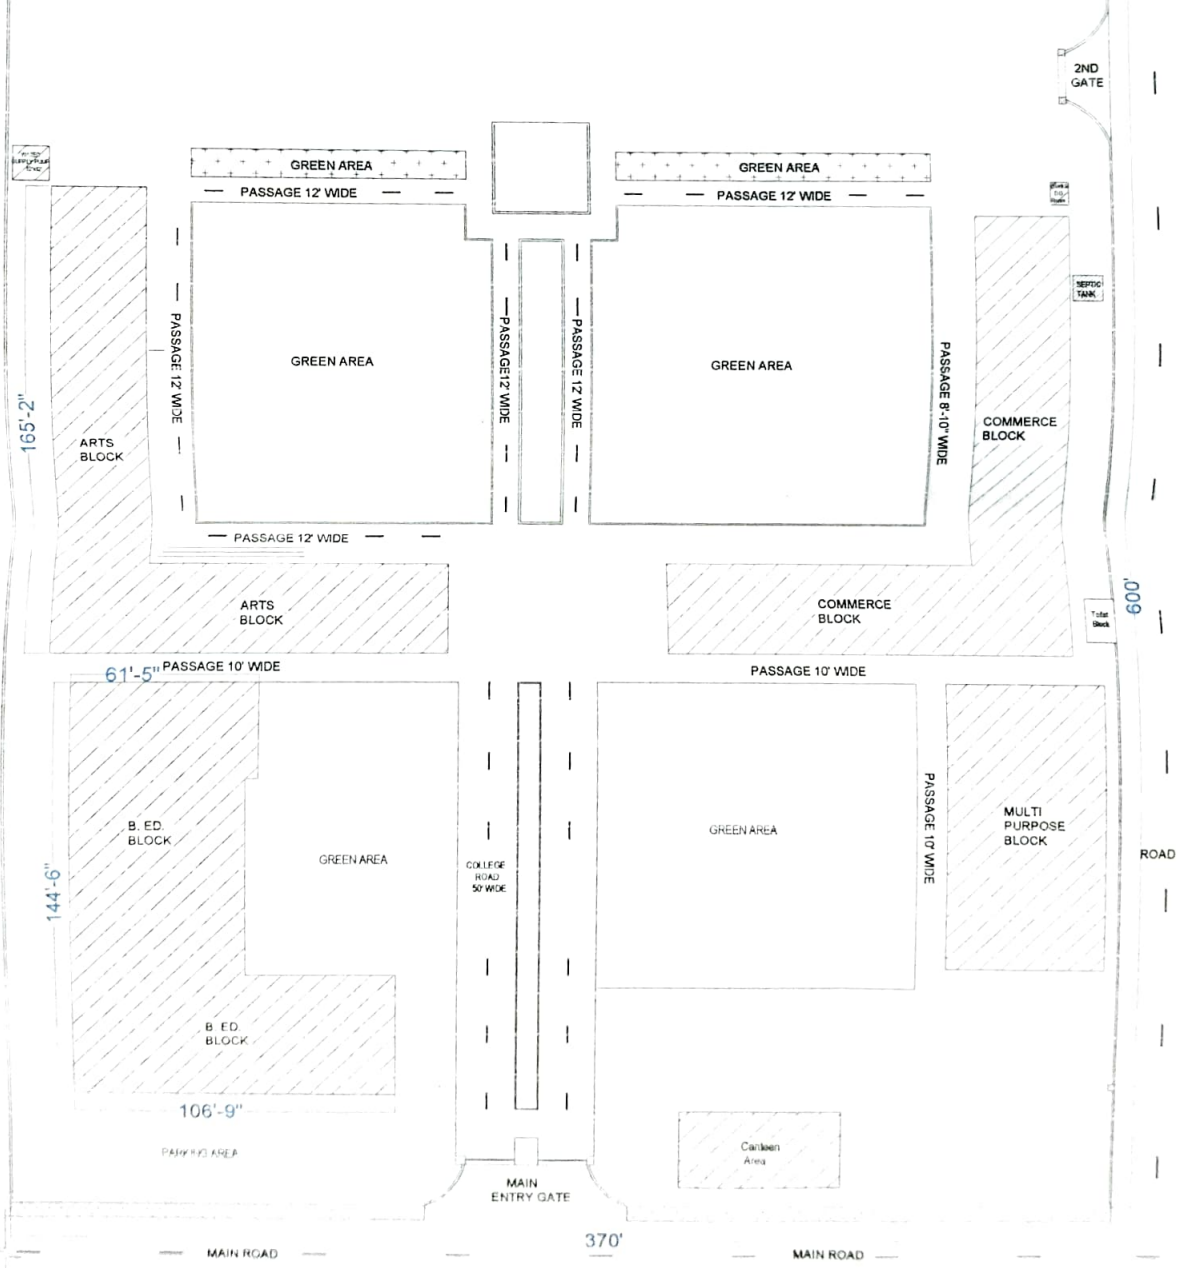 2ND
GATE
GREEN AREA
GREEN AREA
PASSAGE 12' WIDE
PASSAGE 12' WIDE
SEPTIC
TANK
PASSAGE 12' WIDE
PASSAGE12' WIDE
PASSAGE 12' WIDE
PASSAGE 8'-10" WIDE
GREEN AREA
GREEN AREA
165'-2"
ARTS
BLOCK
COMMERCE
BLOCK
PASSAGE 12' WIDE
ARTS
BLOCK
COMMERCE
BLOCK
Toilet
Block
600'
61'-5"
PASSAGE 10' WIDE
PASSAGE 10' WIDE
B. ED.
BLOCK
GREEN AREA
COLLEGE
ROAD
50' WIDE
GREEN AREA
PASSAGE 10' WIDE
MULTI
PURPOSE
BLOCK
ROAD
144'-6"
B. ED.
BLOCK
106'-9"
PARKING AREA
Canteen
Area
MAIN
ENTRY GATE
370'
MAIN ROAD
MAIN ROAD